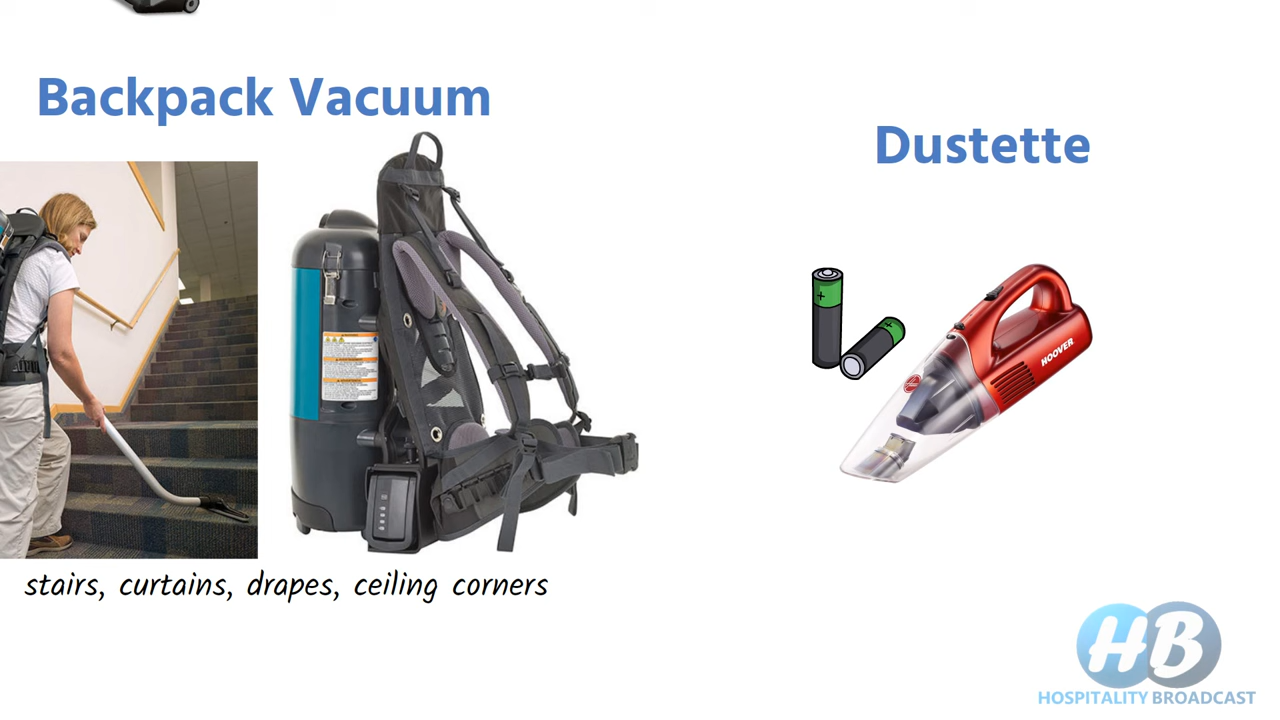 Backpack Vacuum
Dustette
HOOVER
stairs, curtains, drapes, ceiling corners
HB
HOSPITALITY BROADCAST